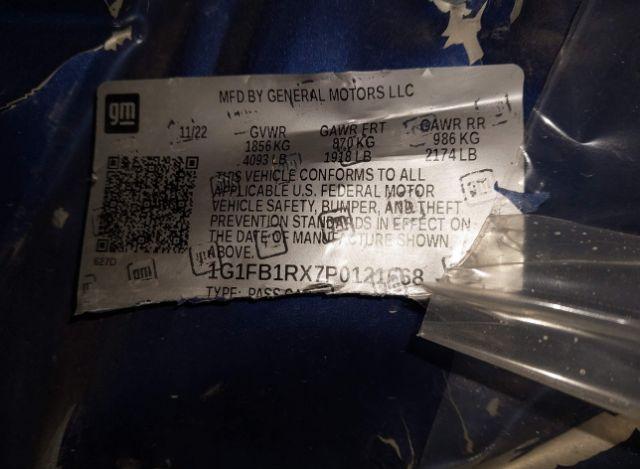 gm
MFD BY GENERAL MOTORS LLC
11/22 GVWR GAWR FRT GAWR RR
1856 KG 870 KG 986 KG
4093 LB 1918 LB 2174 LB
THIS VEHICLE CONFORMS TO ALL
APPLICABLE U.S. FEDERAL MOTOR
VEHICLE SAFETY, BUMPER, AND THEFT
PREVENTION STANDARDS IN EFFECT ON
THE DATE OF MANUFACTURE SHOWN
ABOVE.
627D
TYPE: PASS